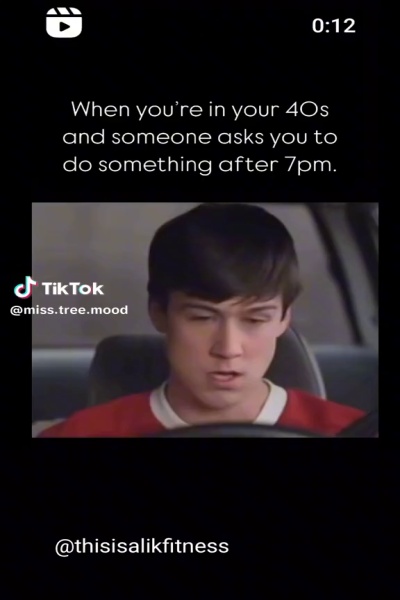 0:12
When you're in your 40s
and someone asks you to
do something after 7pm.
TikTok
@miss.tree.mood
@thisisalikfitness